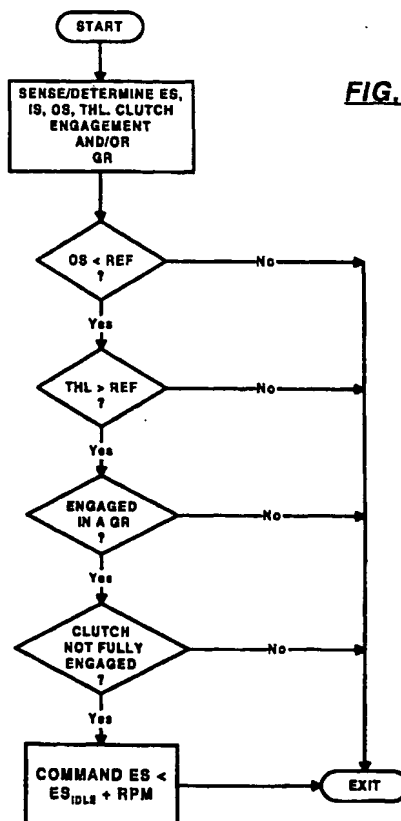 START
SENSE/DETERMINE ES,
IS, OS, THL, CLUTCH
ENGAGEMENT
AND/OR
GR
FIG.
OS < REF
?
No
Yes
THL > REF
?
No
Yes
ENGAGED
IN A GR
?
No
Yes
CLUTCH
NOT FULLY
ENGAGED
?
No
Yes
COMMAND ES <
ES_IDLE + RPM
EXIT